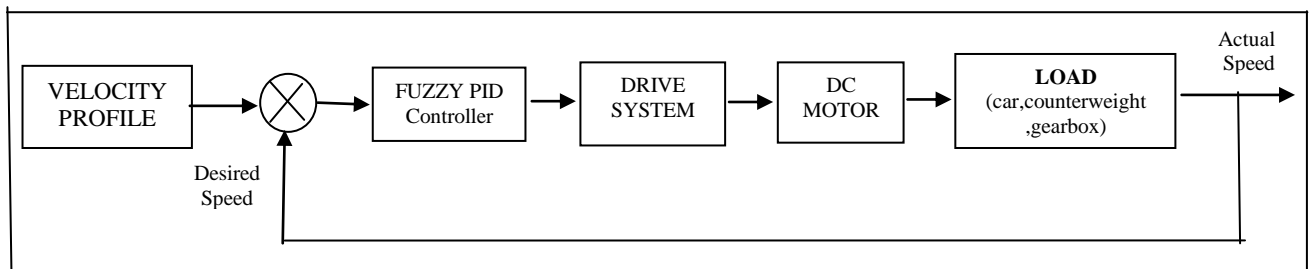 VELOCITY
PROFILE
Desired
Speed
FUZZY PID
Controller
DRIVE
SYSTEM
DC
MOTOR
LOAD
(car,counterweight
,gearbox)
Actual
Speed